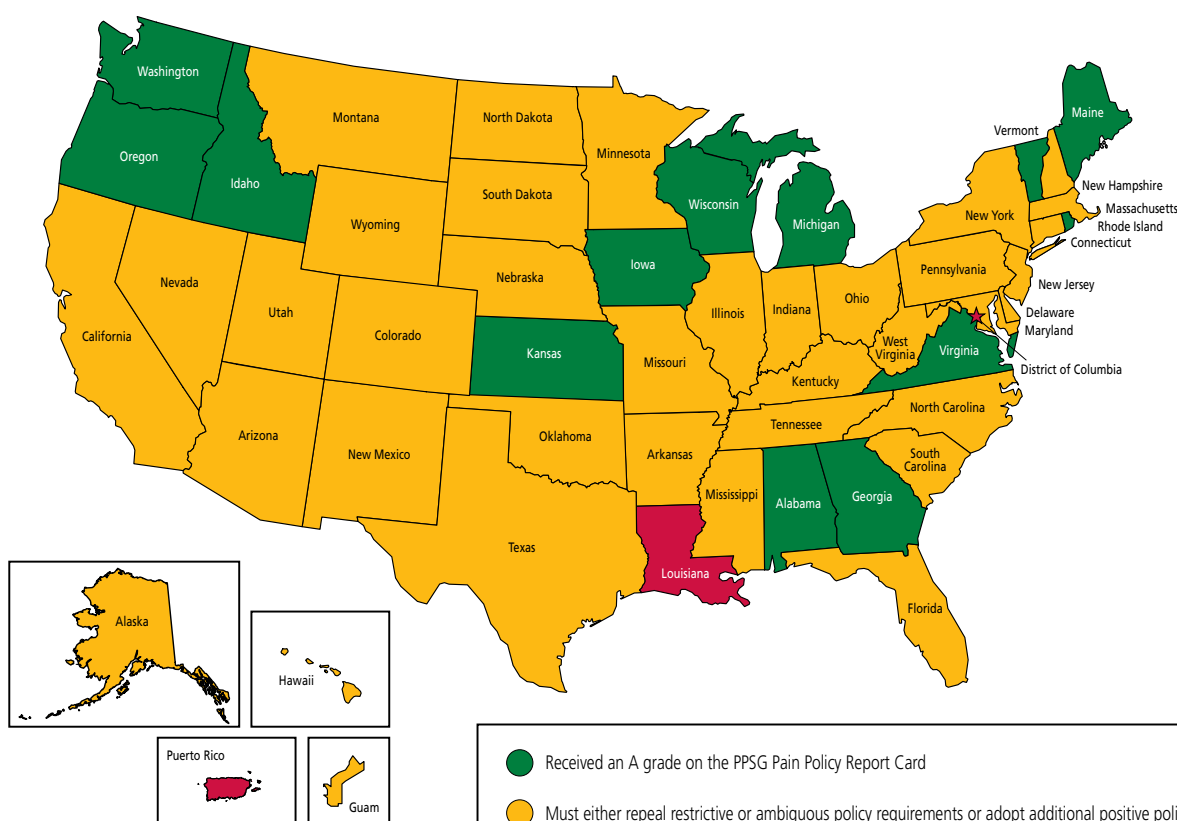 Washington
Oregon
Idaho
Montana
North Dakota
South Dakota
Minnesota
Wyoming
Wisconsin
Michigan
Vermont
Maine
New Hampshire
Massachusetts
Rhode Island
Connecticut
New York
Pennsylvania
New Jersey
Delaware
Maryland
District of Columbia
California
Nevada
Utah
Colorado
Nebraska
Iowa
Kansas
Missouri
Illinois
Indiana
Ohio
West
Virginia
Virginia
Kentucky
Tennessee
North Carolina
South
Carolina
Arizona
New Mexico
Oklahoma
Arkansas
Mississippi
Alabama
Georgia
Texas
Louisiana
Florida
Alaska
Hawaii
Puerto Rico
Guam
Received an A grade on the PPSG Pain Policy Report Card
Must either repeal restrictive or ambiguous policy requirements or adopt additional positive